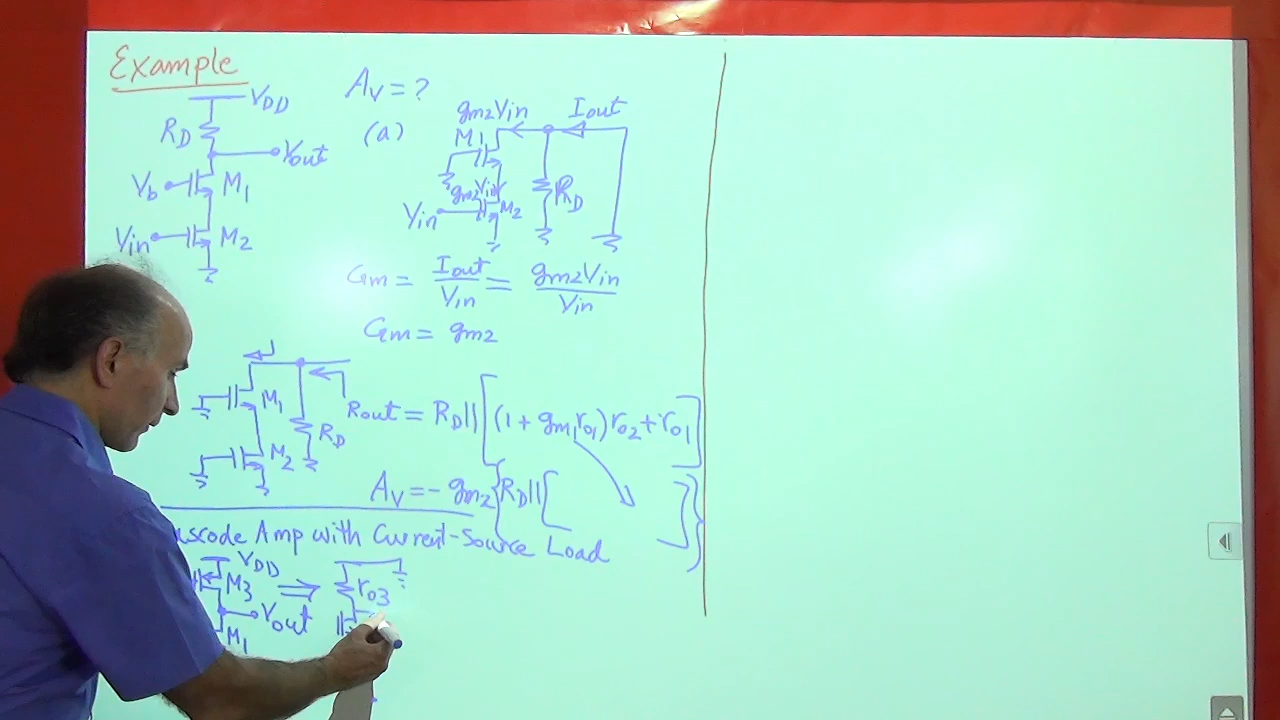 Example
VDD
RD
Vout
Vb
M1
Vin
M2
AV = ?
(a)
gm2Vin
Iout
M1
gm2Vin
RD
Vin
M2
Gm = Iout / Vin = gm2Vin / Vin
Gm = gm2
M1
RD
M2
Rout = RD || [(1 + gm1ro1)ro2 + ro1]
AV = - gm2 {RD || [ ]}
Amp with Current-Source Load
VDD
M3
⇒
ro3
Vout
M1